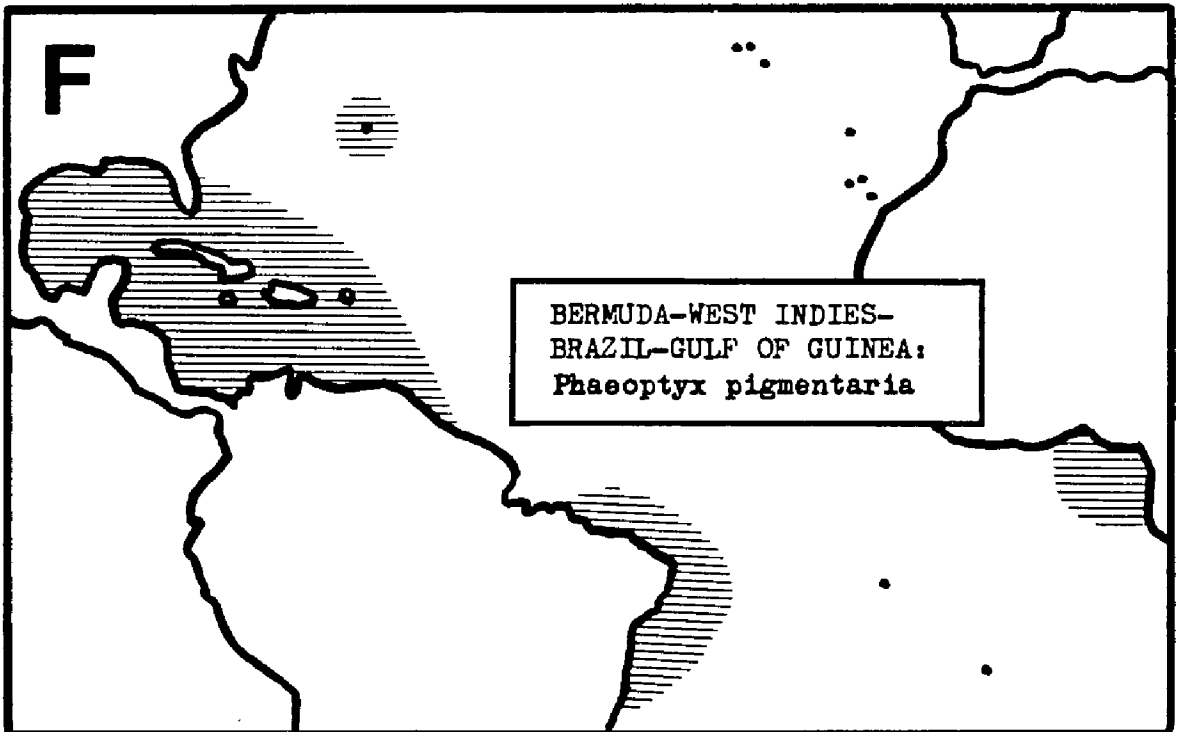 F
BERMUDA-WEST INDIES-
BRAZIL-GULF OF GUINEA:
Phaeoptyx pigmentaria